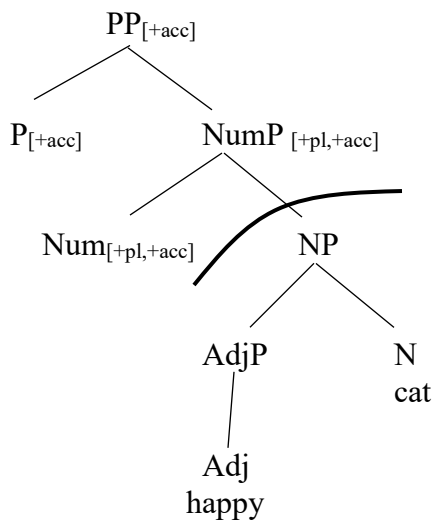 PP[+acc]
P[+acc] NumP [+pl,+acc]
Num[+pl,+acc] NP
AdjP N
cat
Adj
happy